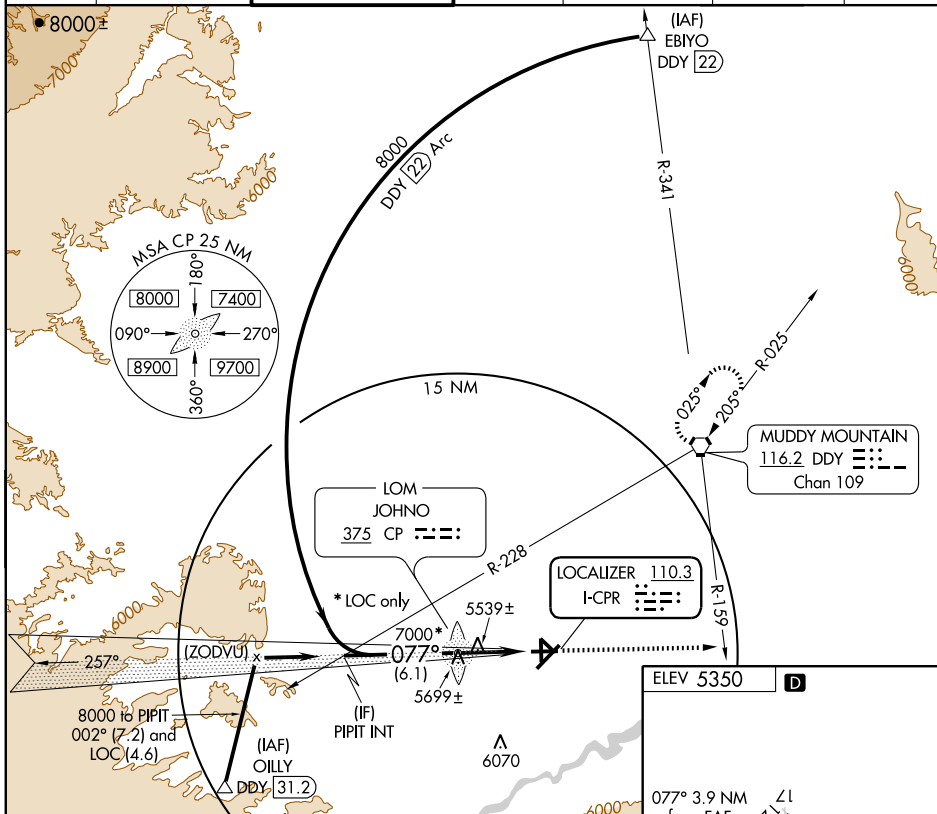 8000±
7000
6000
(IAF)
EBIYO
DDY 22
8000
DDY 22 Arc
R-341
6000
MSA CP 25 NM
180°
8000
7400
090°
270°
8900
9700
360°
15 NM
R-025
025°
205°
MUDDY MOUNTAIN
116.2 DDY
Chan 109
LOM
JOHNO
375 CP
R-228
LOCALIZER 110.3
I-CPR
R-159
* LOC only
5539±
6000
(ZODVU)
x
7000*
077°
(6.1)
257°
5699±
8000 to PIPIT
002° (7.2) and
LOC (4.6)
(IF)
PIPIT INT
(IAF)
OILLY
DDY 31.2
6070
6000
ELEV 5350
D
077° 3.9 NM
17